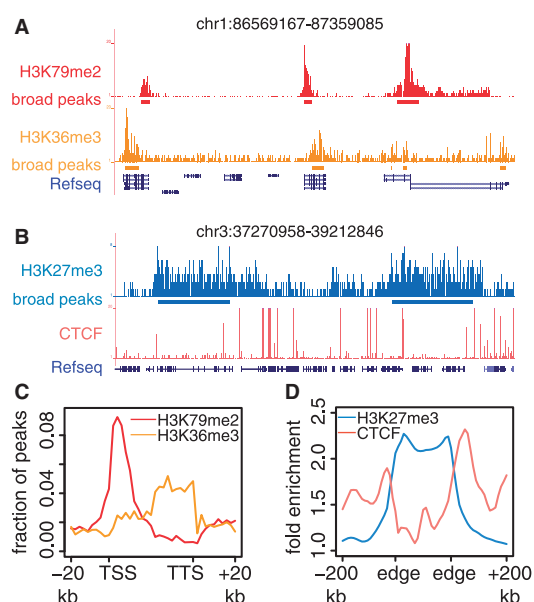 A
chr1:86569167-87359085
H3K79me2
broad peaks
H3K36me3
broad peaks
Refseq
B
chr3:37270958-39212846
H3K27me3
broad peaks
CTCF
Refseq
C
H3K79me2
H3K36me3
fraction of peaks
0.08
0.04
0.00
−20 kb
TSS
TTS
+20 kb
D
H3K27me3
CTCF
fold enrichment
2.5
2.0
1.5
1.0
−200 kb
edge
edge
+200 kb